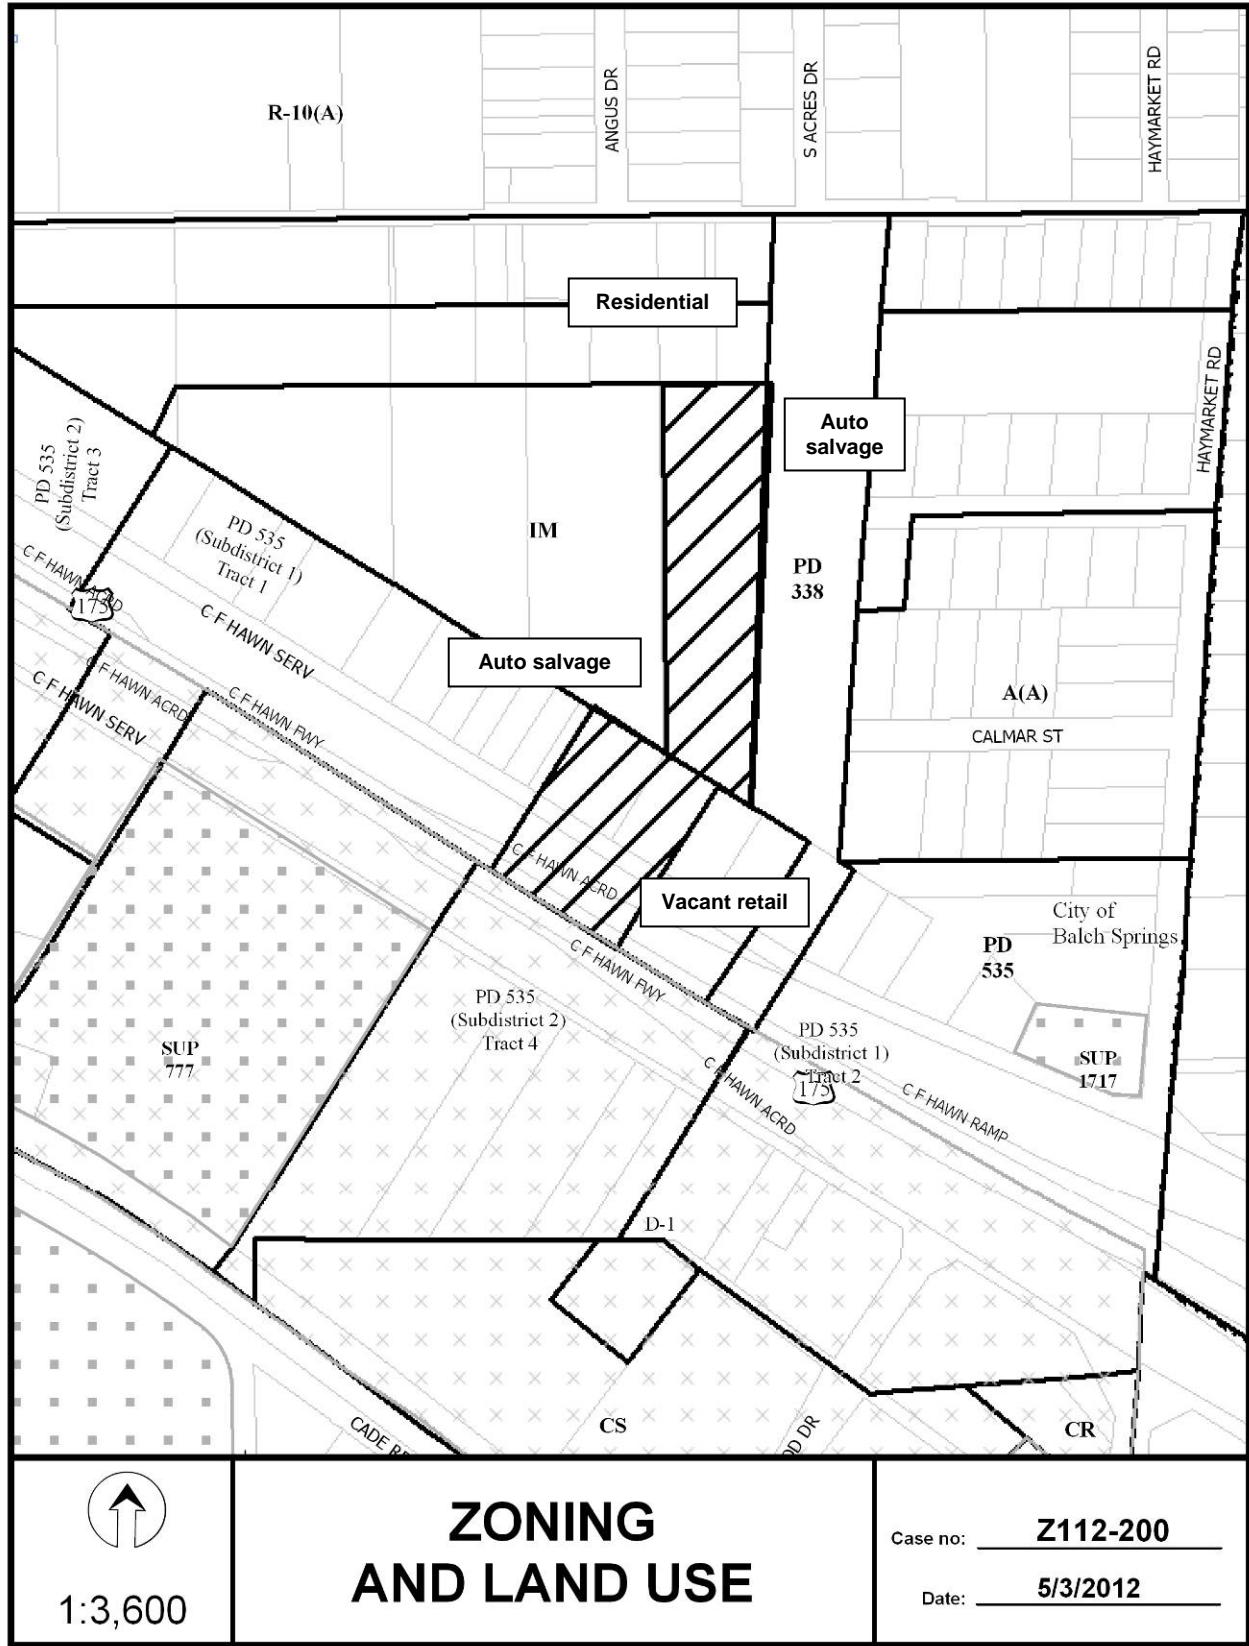 R-10(A)
ANGUS DR
S ACRES DR
HAYMARKET RD
Residential
HAYMARKET RD
Auto
salvage
PD 535
(Subdistrict 2)
Tract 3
PD 535
(Subdistrict 1)
Tract 1
IM
PD
338
C F HAWN ACRD
175
C F HAWN SERV
Auto salvage
C F HAWN ACRD
C F HAWN SERV
C F HAWN FWY
A(A)
CALMAR ST
C F HAWN ACRD
Vacant retail
City of
Balch Springs
PD
535
C F HAWN FWY
PD 535
(Subdistrict 2)
Tract 4
SUP
777
PD 535
(Subdistrict 1)
Tract 2
175
SUP
1717
C F HAWN ACRD
C F HAWN RAMP
D-1
CS
CR
CADE
DR
ZONING
AND LAND USE
1:3,600
Case no: Z112-200
Date: 5/3/2012